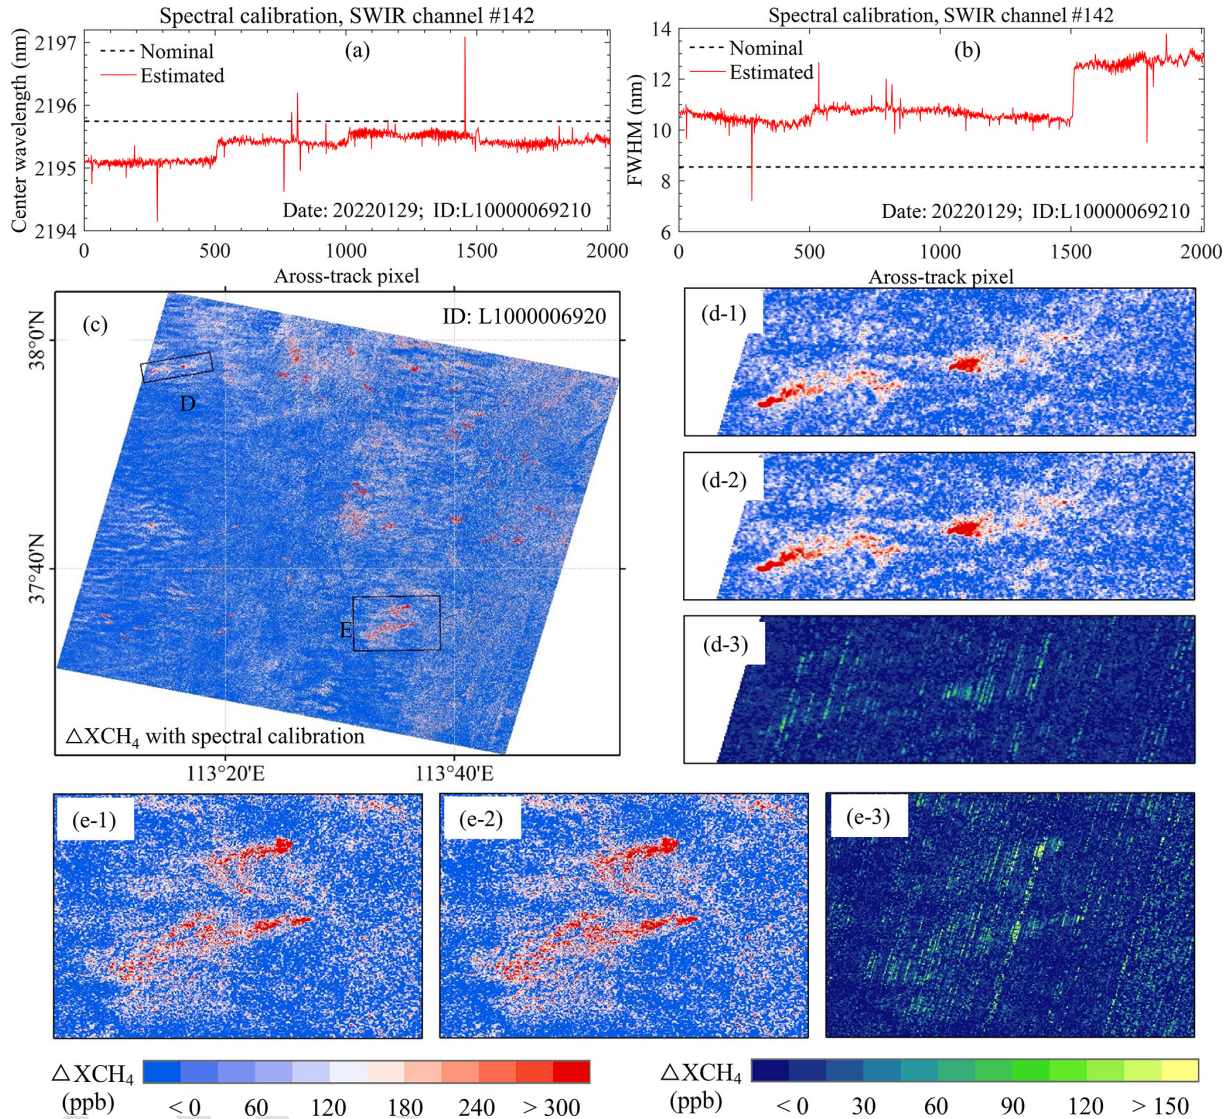 Spectral calibration, SWIR channel #142
Center wavelength (nm)
2197
2196
2195
2194
Nominal
Estimated
(a)
Date: 20220129; ID:L10000069210
0 500 1000 1500 2000
Aross-track pixel
Spectral calibration, SWIR channel #142
FWHM (nm)
14
12
10
8
6
Nominal
Estimated
(b)
Date: 20220129; ID:L10000069210
0 500 1000 1500 2000
Aross-track pixel
(c)
ID: L1000006920
38°0'N
37°40'N
D
E
△XCH₄ with spectral calibration
113°20'E 113°40'E
(d-1)
(d-2)
(d-3)
(e-1) (e-2) (e-3)
△XCH₄
(ppb)
< 0 60 120 180 240 > 300
△XCH₄
(ppb)
< 0 30 60 90 120 > 150